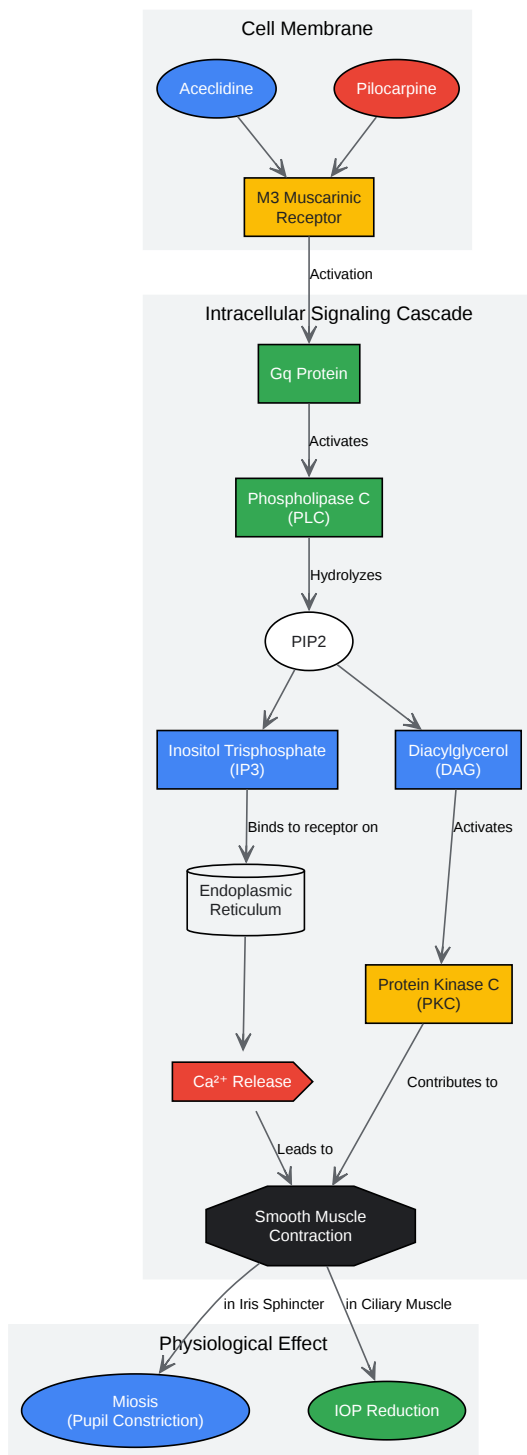 Cell Membrane
Aceclidine
Pilocarpine
M3 Muscarinic
Receptor
Activation
Intracellular Signaling Cascade
Gq Protein
Activates
Phospholipase C
(PLC)
Hydrolyzes
PIP2
Inositol Trisphosphate
(IP3)
Diacylglycerol
(DAG)
Binds to receptor on
Activates
Endoplasmic
Reticulum
Protein Kinase C
(PKC)
Ca²⁺ Release
Contributes to
Leads to
Smooth Muscle
Contraction
in Iris Sphincter
in Ciliary Muscle
Physiological Effect
Miosis
(Pupil Constriction)
IOP Reduction